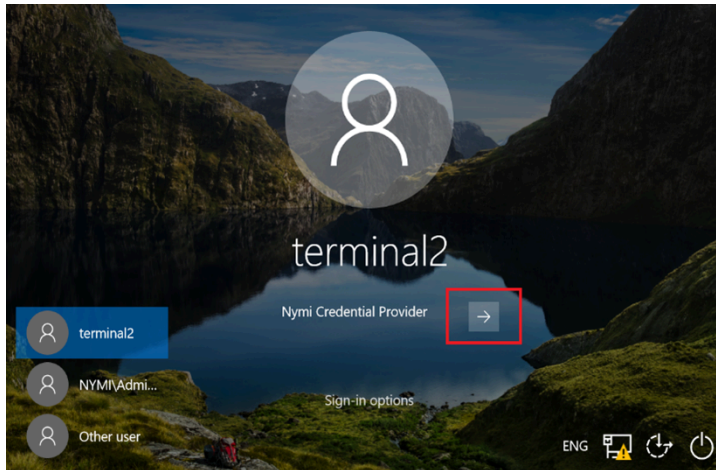 terminal2
Nymi Credential Provider
Sign-in options
terminal2
NYMI\Admi...
Other user
ENG